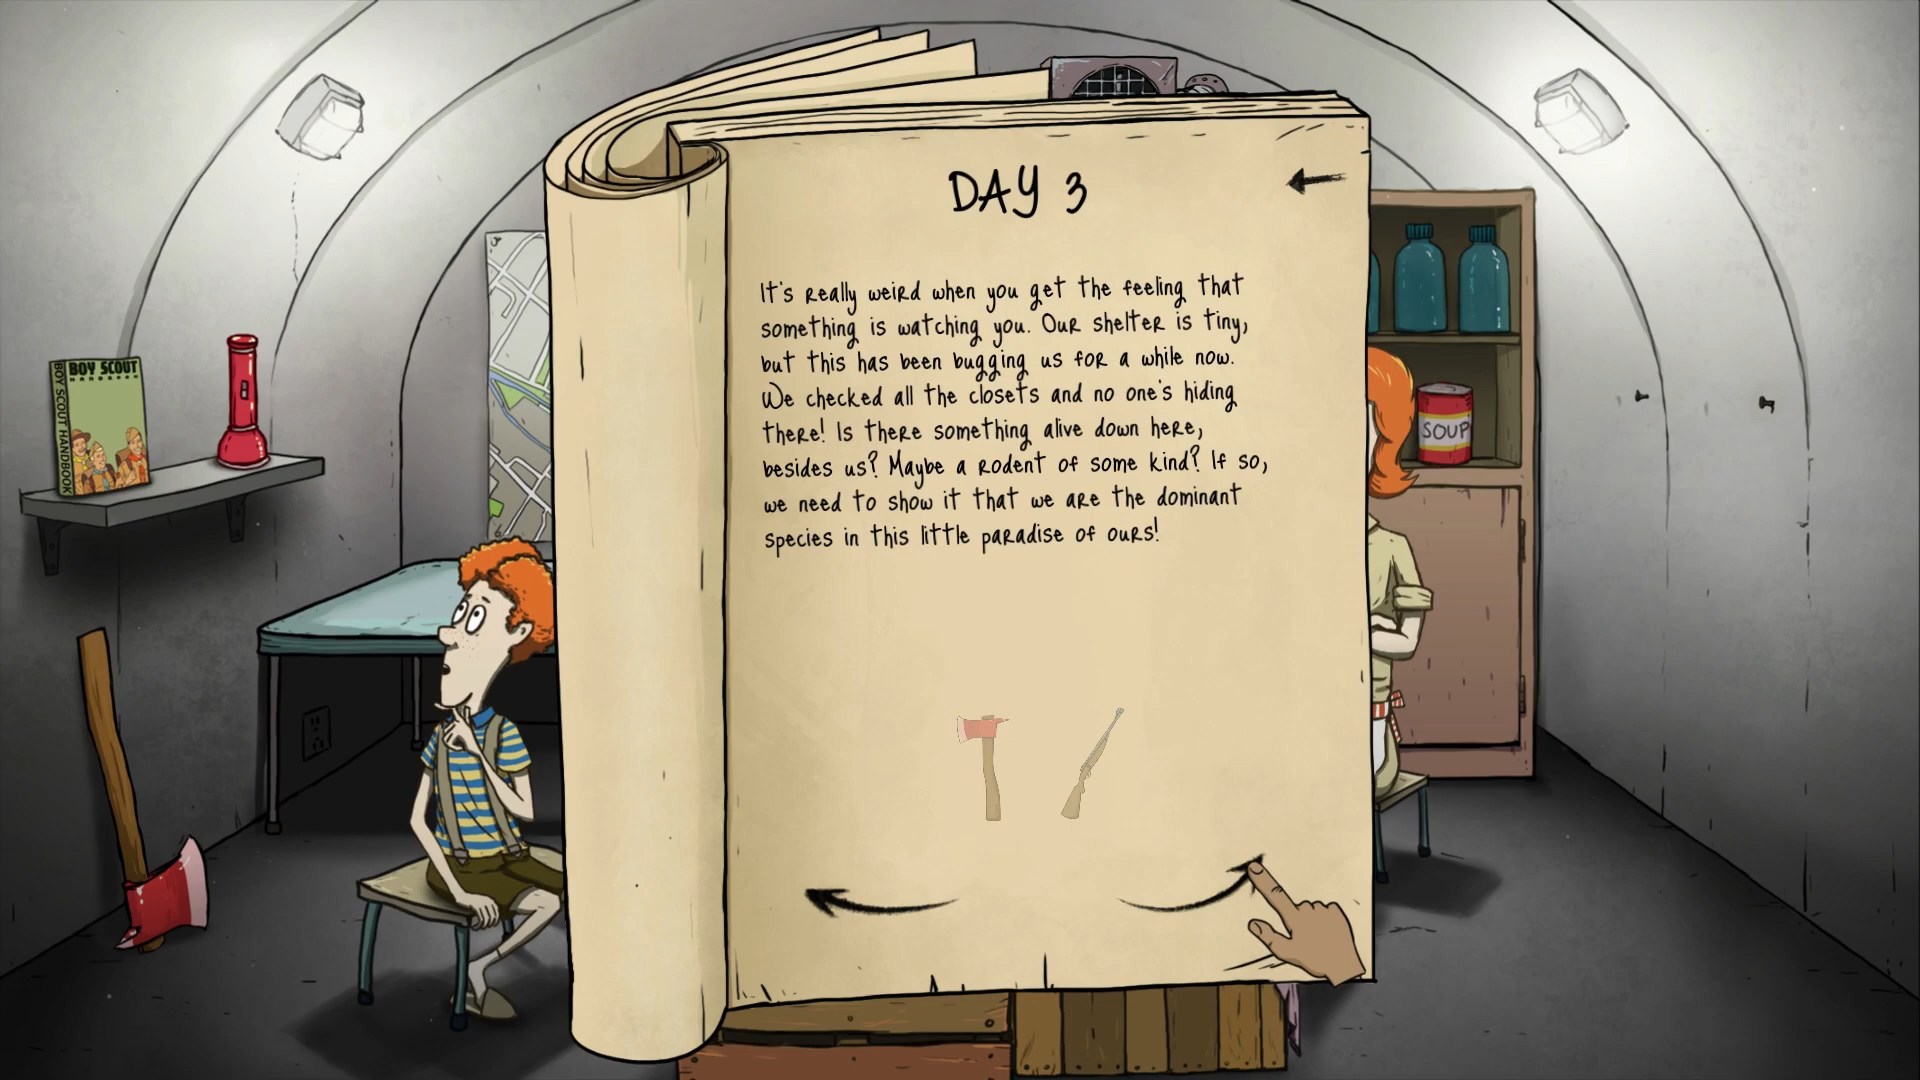 DAY 3
It's really weird when you get the feeling that
something is watching you. Our shelter is tiny,
but this has been bugging us for a while now.
We checked all the closets and no one's hiding
there! Is there something alive down here,
besides us? Maybe a rodent of some kind? If so,
we need to show it that we are the dominant
species in this little paradise of ours!
BOY SCOUT HANDBOOK
BOY SCOUT
HANDBOOK
SOUP